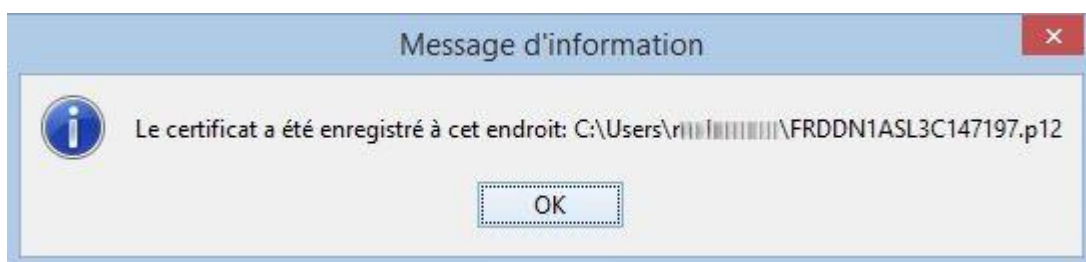 Message d'information
Le certificat a été enregistré à cet endroit: C:\Users\r \FRDDN1ASL3C147197.p12
OK